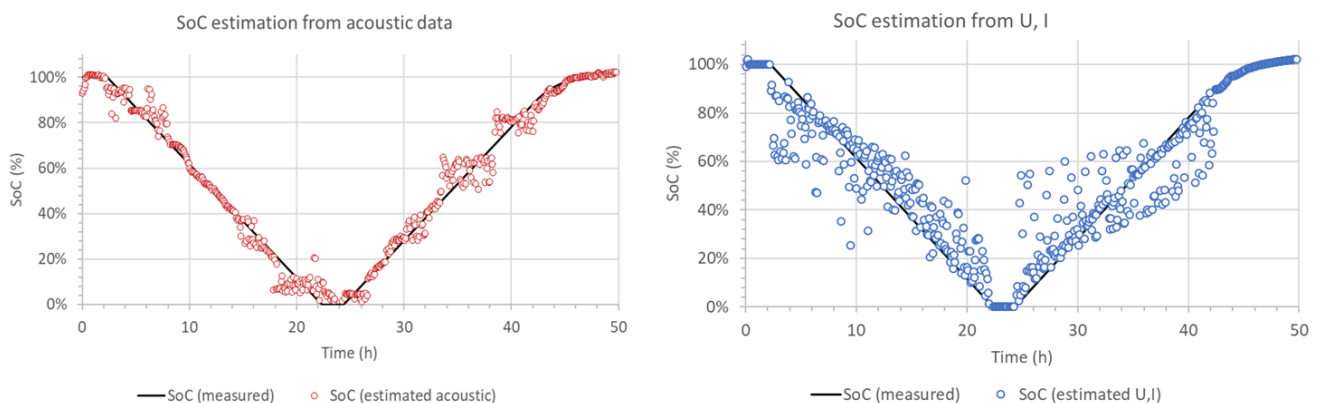 SoC estimation from acoustic data
SoC (%)
100%
80%
60%
40%
20%
0%
0 10 20 30 40 50
Time (h)
SoC (measured) SoC (estimated acoustic)
SoC estimation from U, I
SoC (%)
100%
80%
60%
40%
20%
0%
0 10 20 30 40 50
Time (h)
SoC (measured) SoC (estimated U,I)